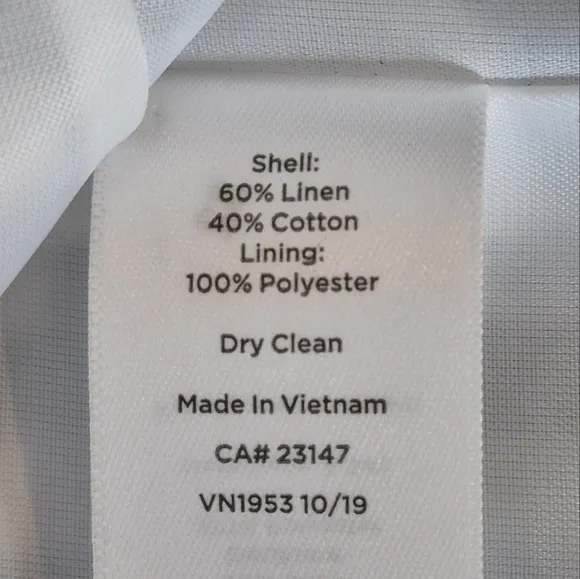 Shell:
60% Linen
40% Cotton
Lining:
100% Polyester
Dry Clean
Made In Vietnam
CA# 23147
VN1953 10/19